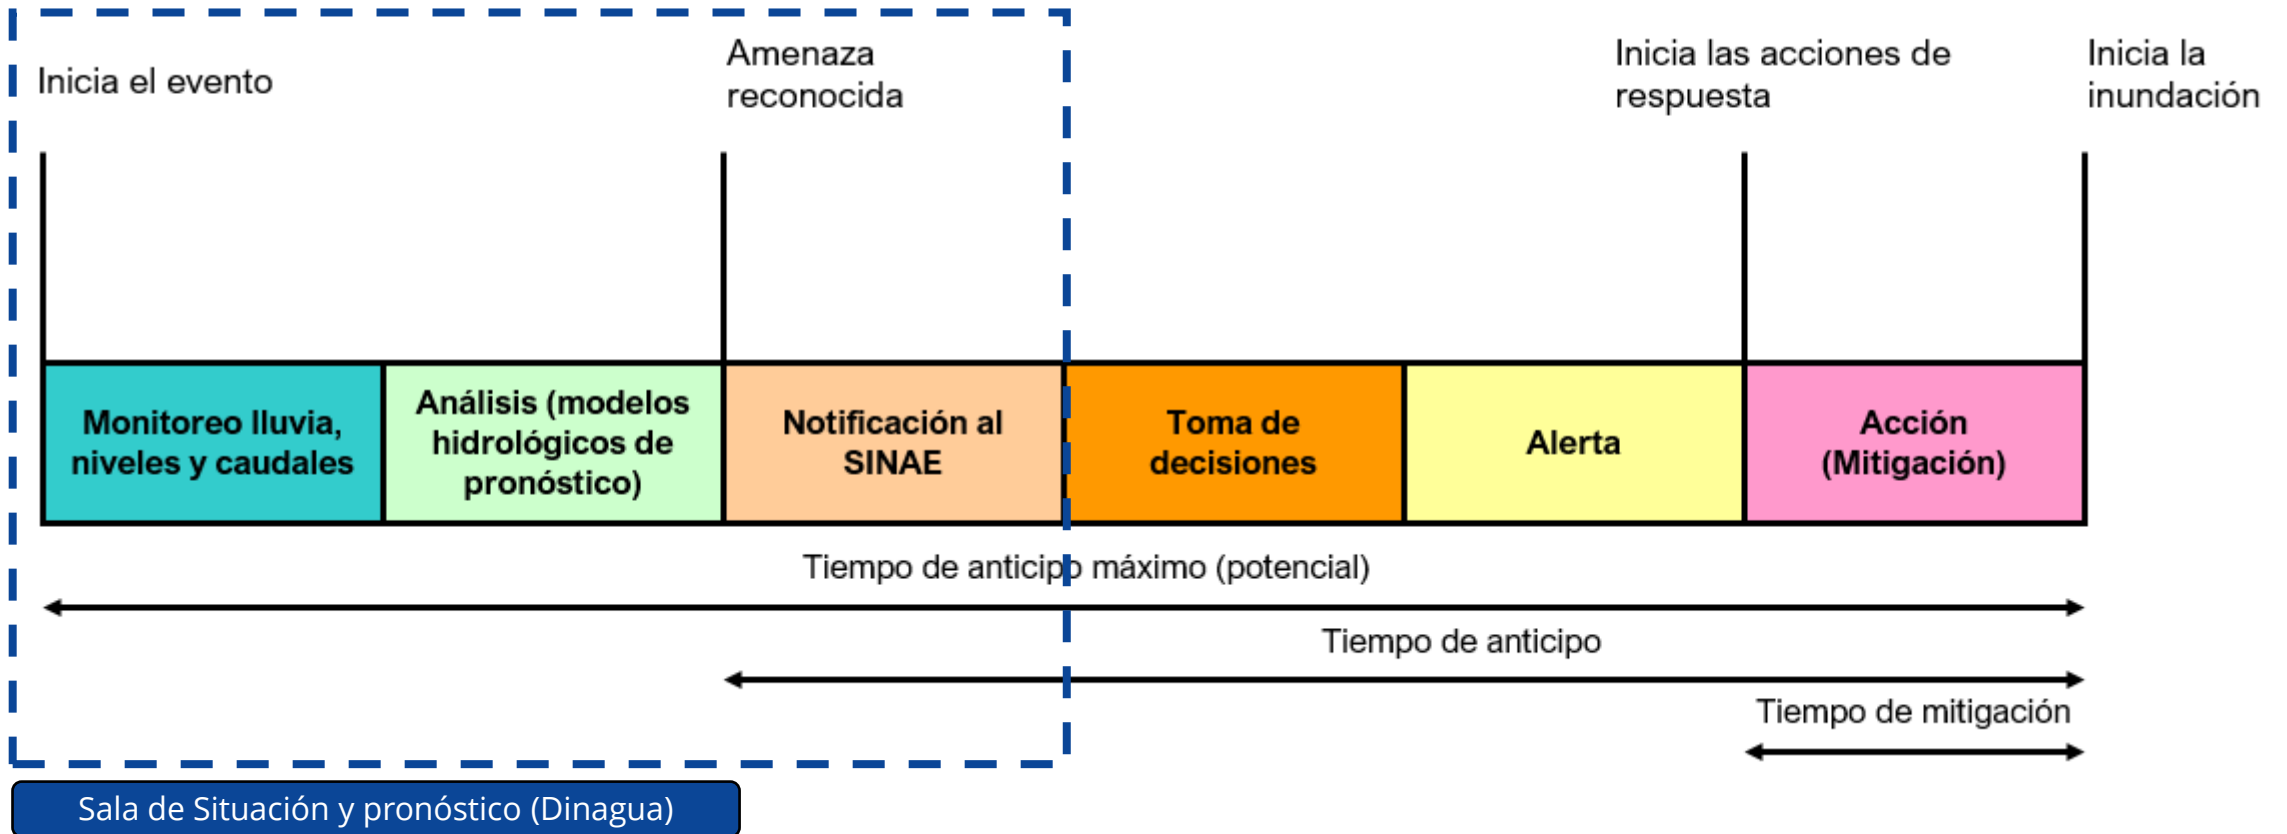 Inicia el evento
Amenaza
reconocida
Inicia las acciones de
respuesta
Inicia la
inundación
Monitoreo lluvia,
niveles y caudales
Análisis (modelos
hidrológicos de
pronóstico)
Notificación al
SINAE
Toma de
decisiones
Alerta
Acción
(Mitigación)
Tiempo de anticipo máximo (potencial)
Tiempo de anticipo
Tiempo de mitigación
Sala de Situación y pronóstico (Dinagua)